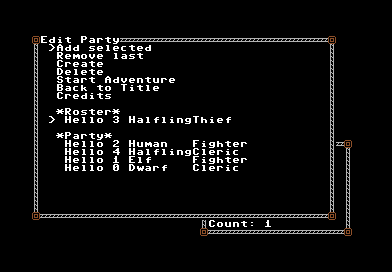 Edit Party
>Add selected
Remove last
Create
Delete
Start Adventure
Back to Title
Credits
*Roster*
> Hello 3 HalflingThief
*Party*
Hello 2 Human Fighter
Hello 4 HalflingCleric
Hello 1 Elf Fighter
Hello 0 Dwarf Cleric
Count: 1